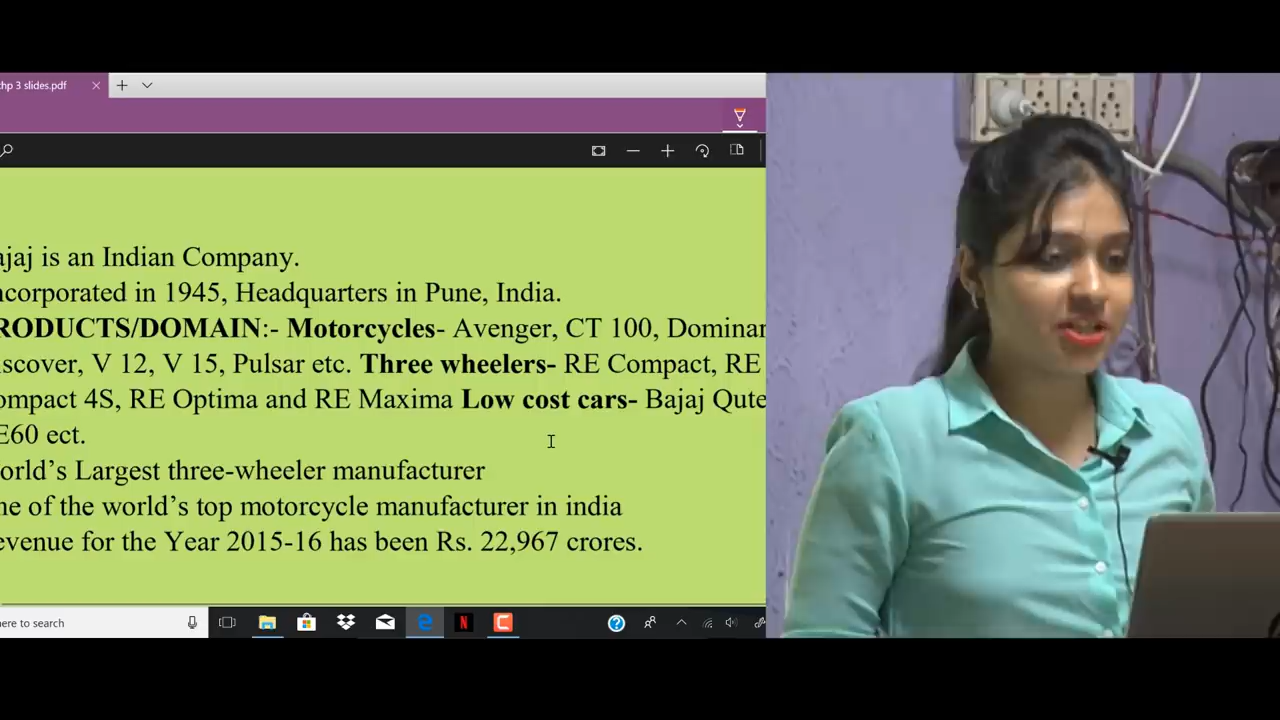 chp 3 slides.pdf
ajaj is an Indian Company.
ncorporated in 1945, Headquarters in Pune, India.
RODUCTS/DOMAIN:- Motorcycles- Avenger, CT 100, Dominar
iscover, V 12, V 15, Pulsar etc. Three wheelers- RE Compact, RE
ompact 4S, RE Optima and RE Maxima Low cost cars- Bajaj Qute
E60 ect.
orld's Largest three-wheeler manufacturer
ne of the world's top motorcycle manufacturer in india
evenue for the Year 2015-16 has been Rs. 22,967 crores.
ere to search